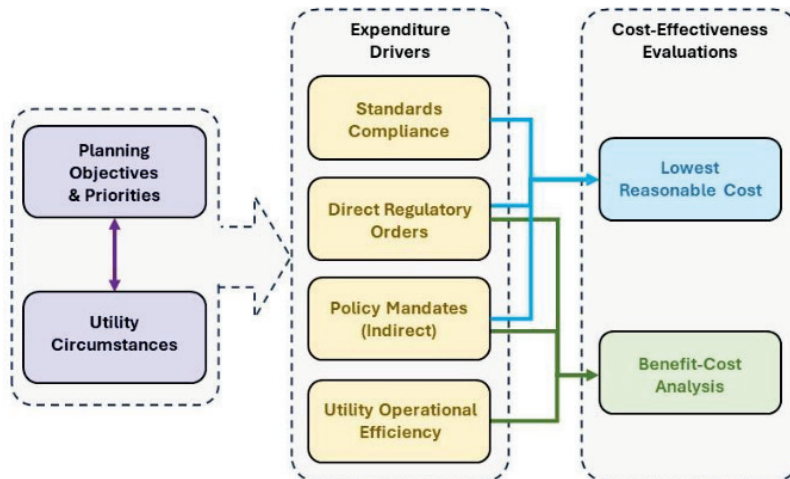 Planning
Objectives
& Priorities
Utility
Circumstances
Expenditure
Drivers
Standards
Compliance
Direct Regulatory
Orders
Policy Mandates
(Indirect)
Utility Operational
Efficiency
Cost-Effectiveness
Evaluations
Lowest
Reasonable Cost
Benefit-Cost
Analysis